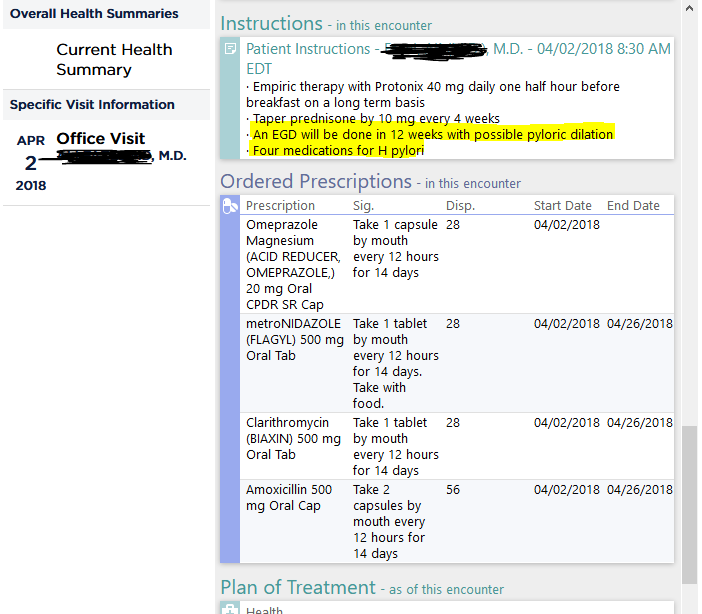 Overall Health Summaries
Current Health
Summary
Specific Visit Information
APR
2
2018
Office Visit
, M.D.
Instructions - in this encounter
Patient Instructions - , M.D. - 04/02/2018 8:30 AM
EDT
· Empiric therapy with Protonix 40 mg daily one half hour before
breakfast on a long term basis
· Taper prednisone by 10 mg every 4 weeks
· An EGD will be done in 12 weeks with possible pyloric dilation
· Four medications for H pylori
Ordered Prescriptions - in this encounter
Prescription Sig. Disp. Start Date End Date
Omeprazole Take 1 capsule 28 04/02/2018
Magnesium by mouth
(ACID REDUCER, every 12 hours
OMEPRAZOLE,) for 14 days
20 mg Oral
CPDR SR Cap
metroNIDAZOLE Take 1 tablet 28 04/02/2018 04/26/2018
(FLAGYL) 500 mg by mouth
Oral Tab every 12 hours
for 14 days.
Take with
food.
Clarithromycin Take 1 tablet 28 04/02/2018 04/26/2018
(BIAXIN) 500 mg by mouth
Oral Tab every 12 hours
for 14 days
Amoxicillin 500 Take 2 56 04/02/2018 04/26/2018
mg Oral Cap capsules by
mouth every
12 hours for
14 days
Plan of Treatment - as of this encounter
Health